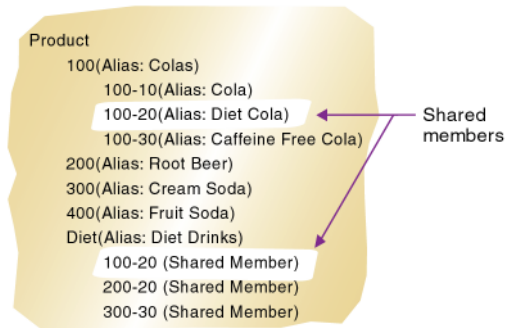 Product
100(Alias: Colas)
100-10(Alias: Cola)
100-20(Alias: Diet Cola)
100-30(Alias: Caffeine Free Cola)
200(Alias: Root Beer)
300(Alias: Cream Soda)
400(Alias: Fruit Soda)
Diet(Alias: Diet Drinks)
100-20 (Shared Member)
200-20 (Shared Member)
300-30 (Shared Member)
Shared
members